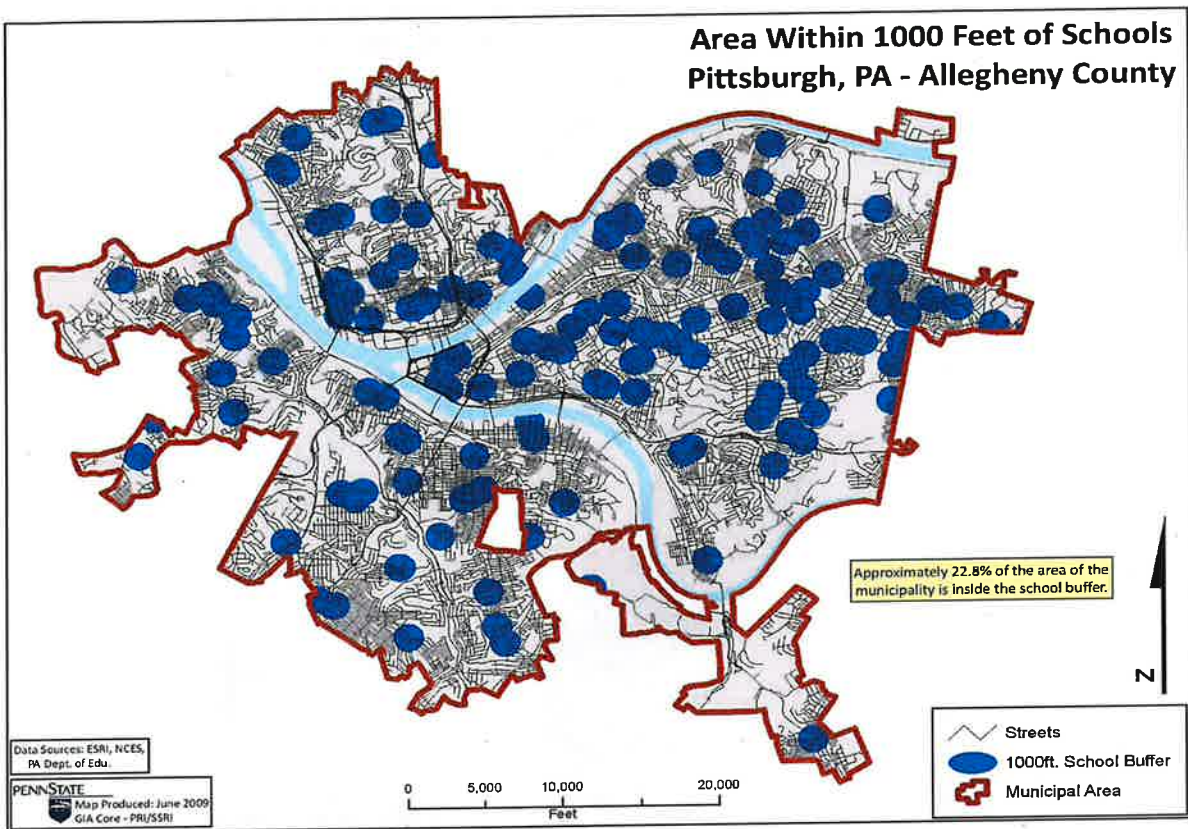 Area Within 1000 Feet of Schools
Pittsburgh, PA - Allegheny County
Approximately 22.8% of the area of the
municipality is inside the school buffer.
N
Streets
1000ft. School Buffer
Municipal Area
Data Sources: ESRI, NCES,
PA Dept. of Edu.
PENNSTATE
Map Produced: June 2009
GIA Core - PRI/SSRI
0 5,000 10,000 20,000
Feet